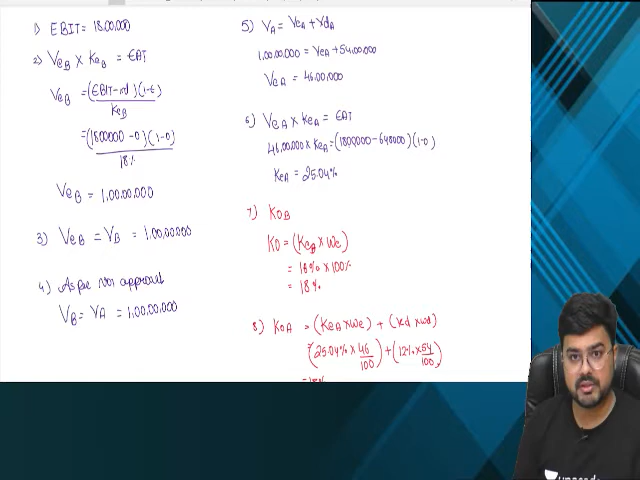 1) EBIT = 18,00,000
2) VeB × KeB = EAT
VeB = (EBIT-rd)(1-t)
KeB
= (1800000 - 0)(1-0)
18%
VeB = 1,00,00,000
3) VeB = VB = 1,00,00,000
4) As per NOI approach
VB = VA = 1,00,00,000
5) VA = VeA + VdA
1,00,00,000 = VeA + 54,00,000
VeA = 46,00,000
6) VeA × KeA = EAT
46,00,000 × KeA = (1800000 - 648000)(1-0)
KeA = 25.04%
7) KOB
KO = (KeB × We)
= 18% × 100%
= 18%
8) KOA = (KeA × We) + (Kd × Wd)
= (25.04% × 46/100) + (12% × 54/100)
= 18%